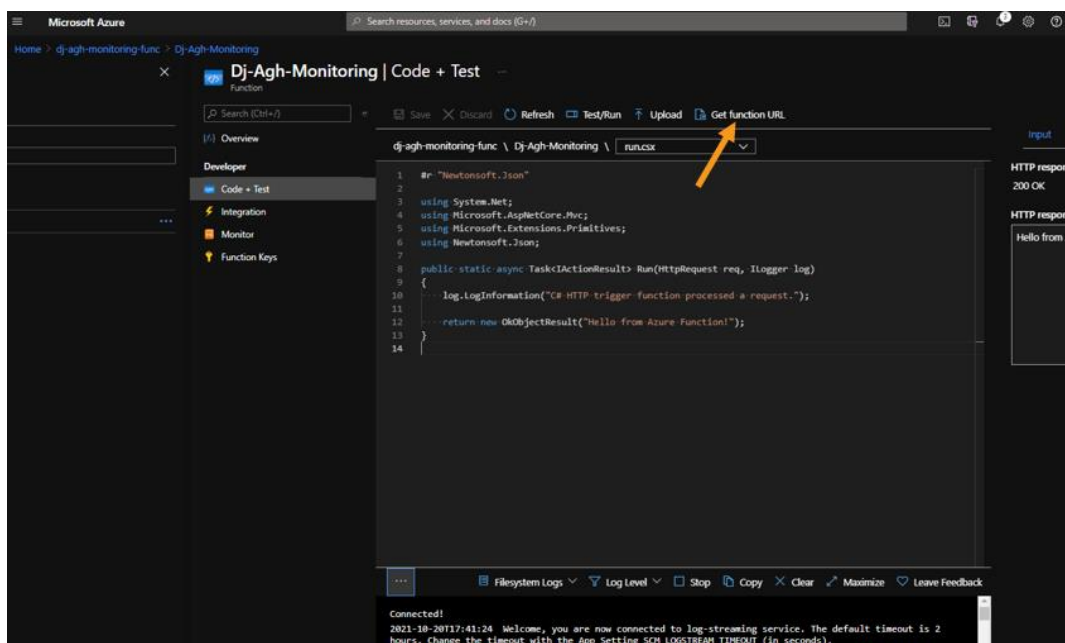 Microsoft Azure
Search resources, services, and docs (G+/)
Home > dj-agh-monitoring-func > Dj-Agh-Monitoring
Dj-Agh-Monitoring | Code + Test ...
Function
Search (Ctrl+/)
«
Save Discard Refresh Test/Run Upload Get function URL
Overview
Developer
Code + Test
Integration
Monitor
Function Keys
dj-agh-monitoring-func \ Dj-Agh-Monitoring \ run.csx
1 #r "Newtonsoft.Json"
2
3 using System.Net;
4 using Microsoft.AspNetCore.Mvc;
5 using Microsoft.Extensions.Primitives;
6 using Newtonsoft.Json;
7
8 public static async Task<IActionResult> Run(HttpRequest req, ILogger log)
9 {
10 log.LogInformation("C# HTTP trigger function processed a request.");
11
12 return new OkObjectResult("Hello from Azure Function!");
13 }
14
Input
HTTP respon
200 OK
HTTP respon
Hello from
...
Filesystem Logs Log Level Stop Copy Clear Maximize Leave Feedback
Connected!
2021-10-20T17:41:24 Welcome, you are now connected to log-streaming service. The default timeout is 2
hours. Change the timeout with the App Setting SCM_LOGSTREAM_TIMEOUT (in seconds).